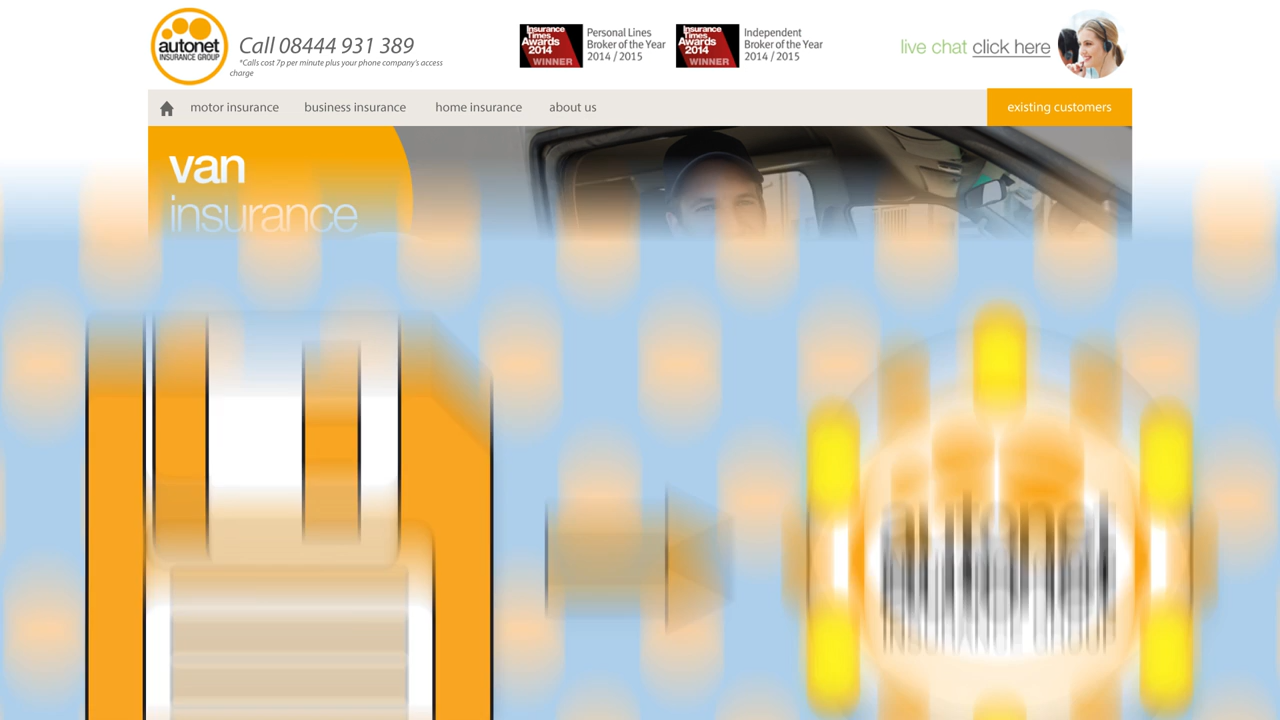 autonet
INSURANCE GROUP
Call 08444 931 389
*Calls cost 7p per minute plus your phone company's access
charge
Insurance
Times
Awards
2014
WINNER
Personal Lines
Broker of the Year
2014 / 2015
Insurance
Times
Awards
2014
WINNER
Independent
Broker of the Year
2014 / 2015
live chat click here
motor insurance business insurance home insurance about us
existing customers
van
insurance
autonet
INSURANCE GROUP